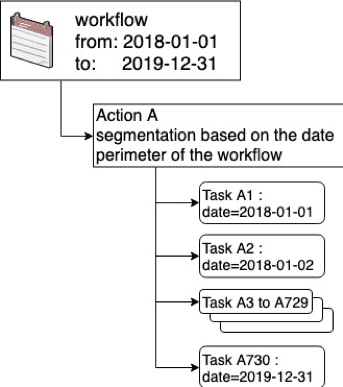 workflow
from: 2018-01-01
to: 2019-12-31
Action A
segmentation based on the date
perimeter of the workflow
Task A1 :
date=2018-01-01
Task A2 :
date=2018-01-02
Task A3 to A729
Task A730 :
date=2019-12-31